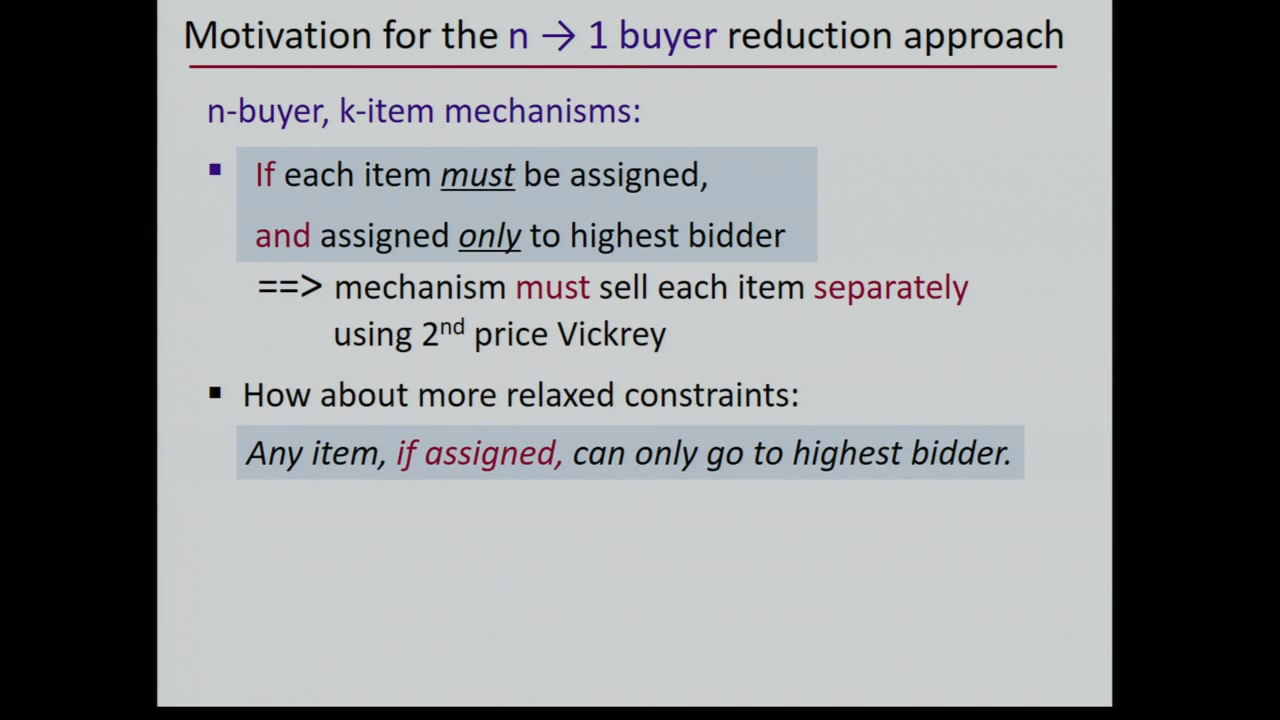 Motivation for the n → 1 buyer reduction approach
n-buyer, k-item mechanisms:
▪ If each item must be assigned,
and assigned only to highest bidder
==> mechanism must sell each item separately
using 2nd price Vickrey
▪ How about more relaxed constraints:
Any item, if assigned, can only go to highest bidder.